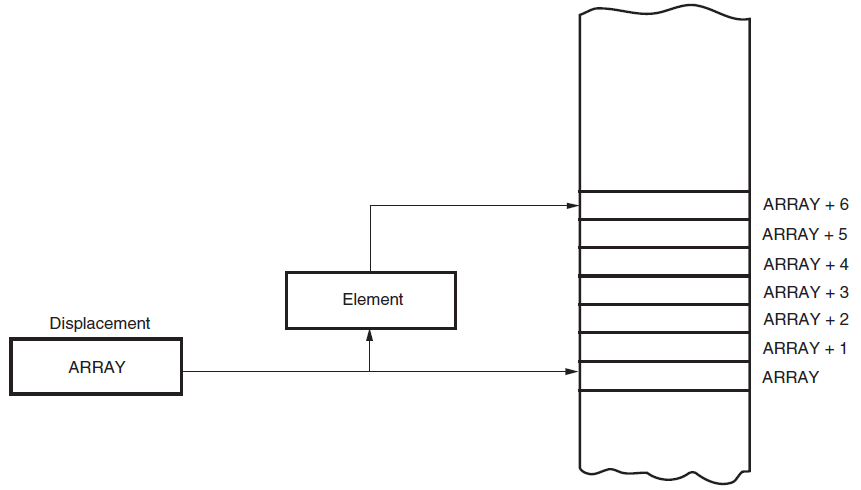 ARRAY + 6
ARRAY + 5
ARRAY + 4
Element
ARRAY + 3
Displacement
ARRAY + 2
ARRAY + 1
ARRAY
ARRAY